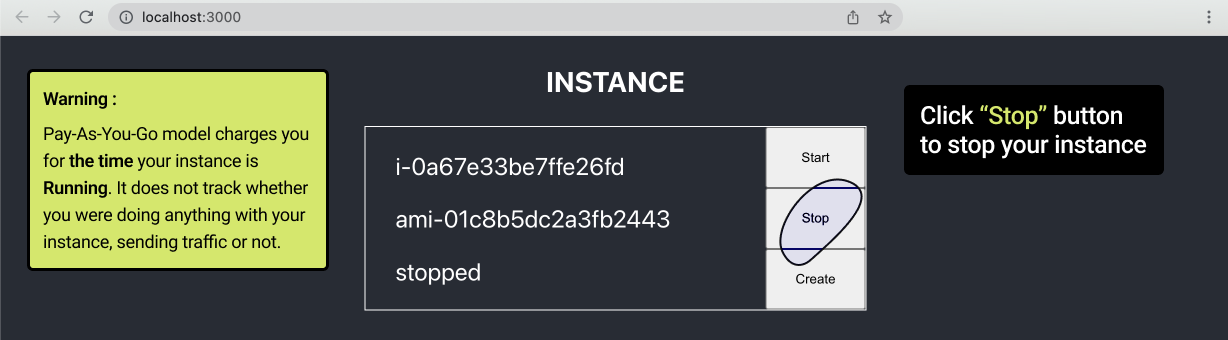 localhost:3000
Warning :
Pay-As-You-Go model charges you
for the time your instance is
Running. It does not track whether
you were doing anything with your
instance, sending traffic or not.
INSTANCE
i-0a67e33be7ffe26fd
ami-01c8b5dc2a3fb2443
stopped
Start
Stop
Create
Click “Stop” button
to stop your instance